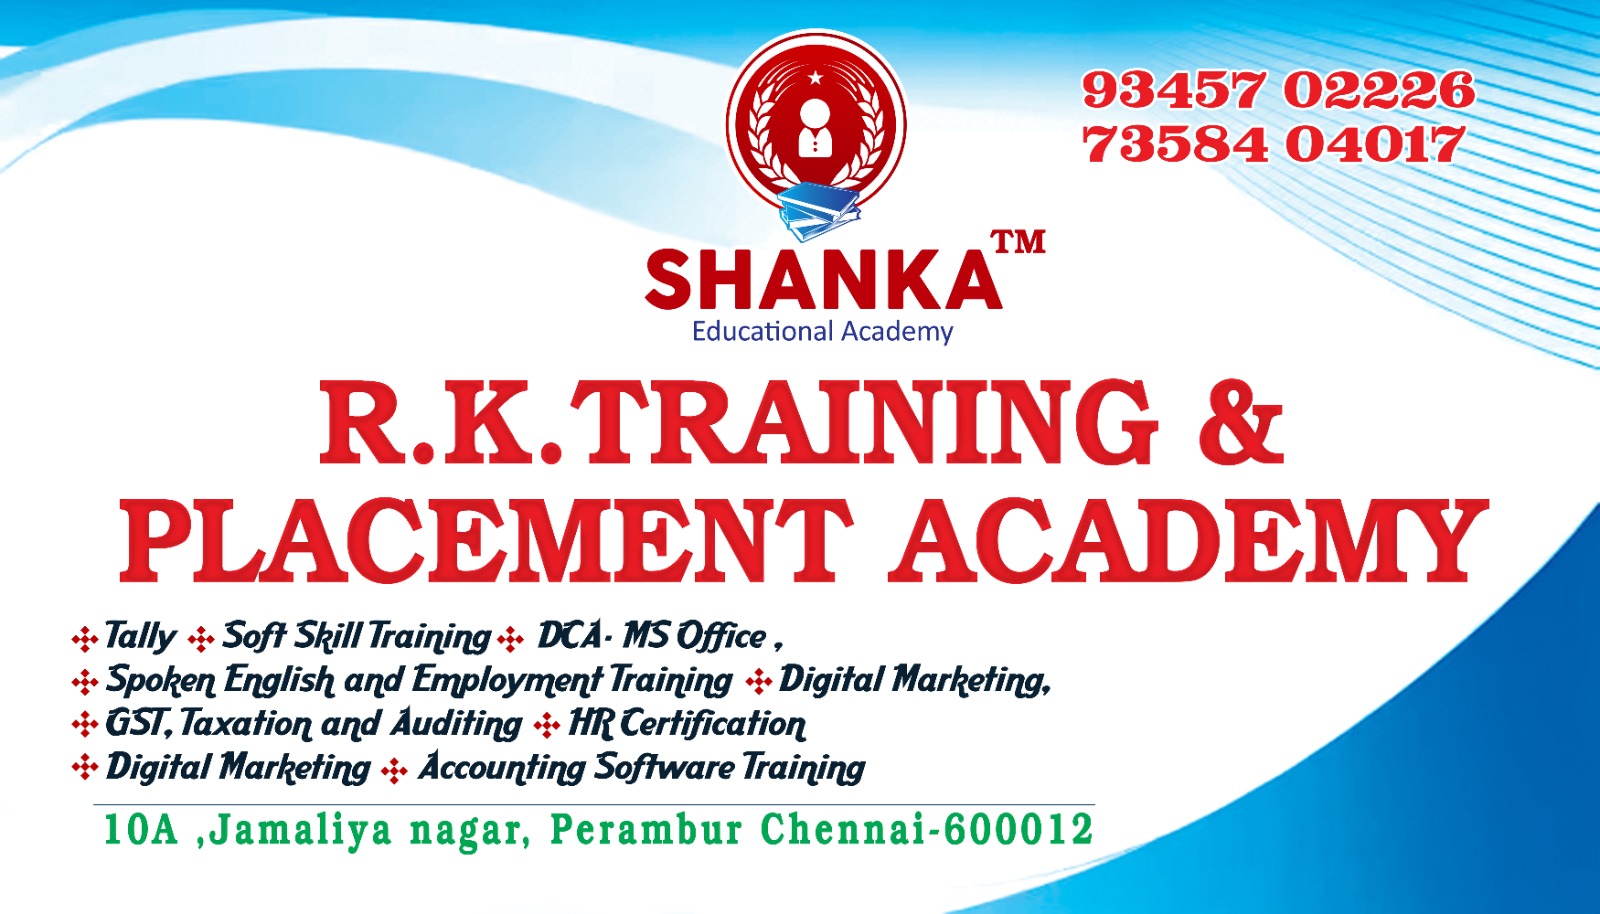 93457 02226
73584 04017
SHANKA™
Educational Academy
R.K.TRAINING &
PLACEMENT ACADEMY
Tally Soft Skill Training DCA- MS Office ,
Spoken English and Employment Training Digital Marketing,
GST, Taxation and Auditing HR Certification
Digital Marketing Accounting Software Training
10A ,Jamaliya nagar, Perambur Chennai-600012